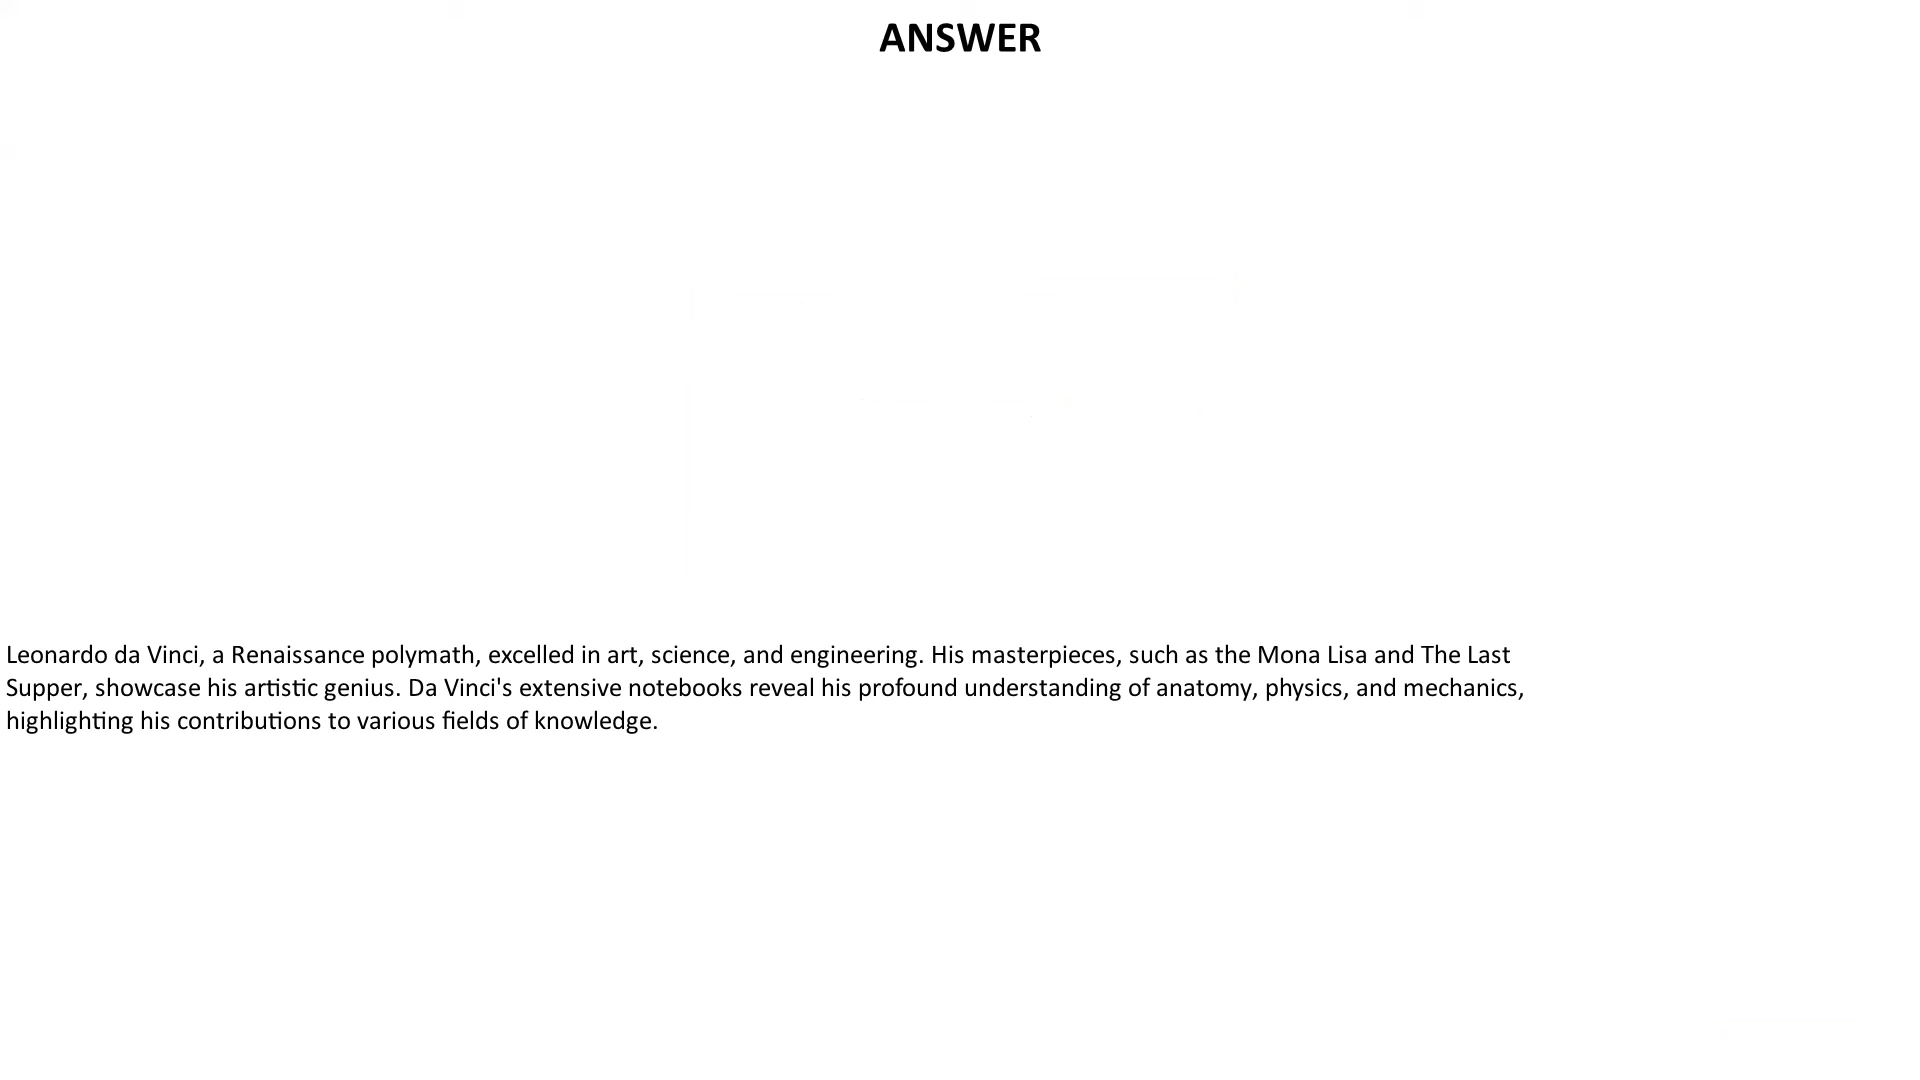 ANSWER
Leonardo da Vinci, a Renaissance polymath, excelled in art, science, and engineering. His masterpieces, such as the Mona Lisa and The Last
Supper, showcase his artistic genius. Da Vinci's extensive notebooks reveal his profound understanding of anatomy, physics, and mechanics,
highlighting his contributions to various fields of knowledge.